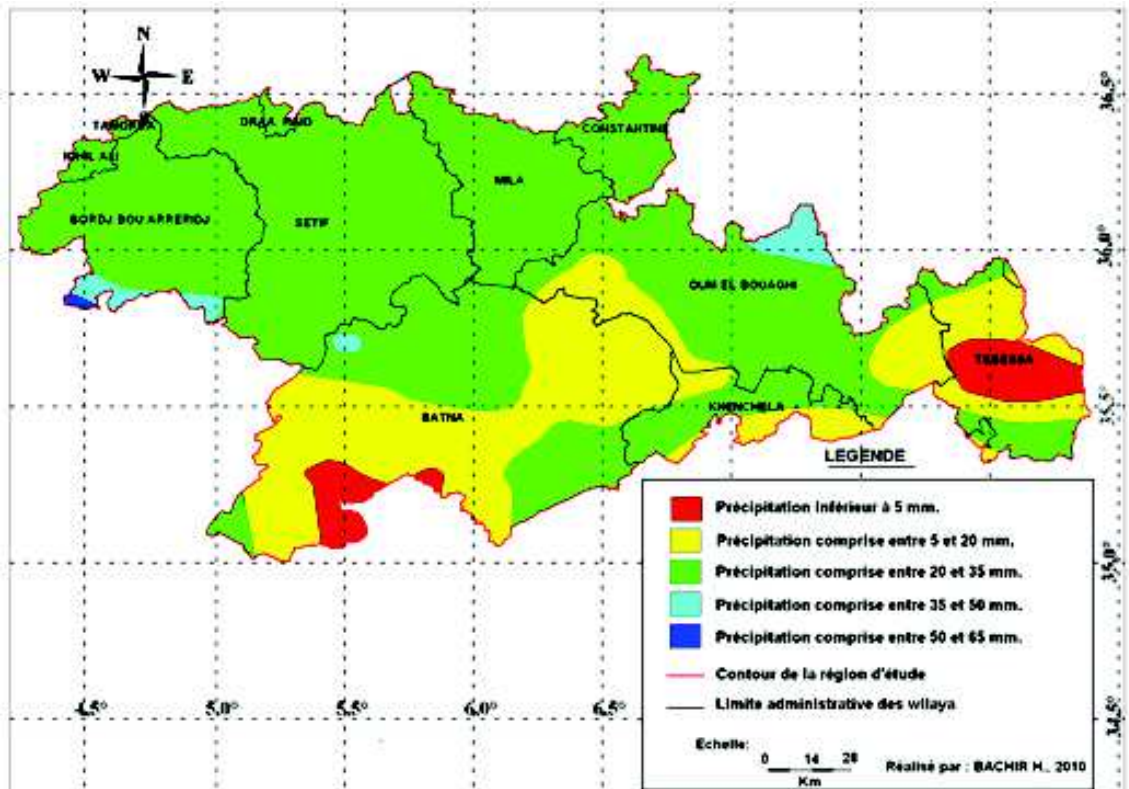 N
W E
36.5°
TAMOKRA
DRAA KAID
CONSTANTINE
IGHIL ALI
MILA
BORDJ BOU ARRERIDJ
SETIF
36.0°
OUM EL BOUAGHI
TEBESSA
35.5°
BATNA
KHENCHELA
LEGENDE
Précipitation Inférieur à 5 mm.
Précipitation comprise entre 5 et 20 mm.
Précipitation comprise entre 20 et 35 mm.
Précipitation comprise entre 35 et 50 mm.
Précipitation comprise entre 50 et 65 mm.
35.0°
Contour de la région d'étude
Limite administrative des wilaya
4.5° 5.0° 5.5° 6.0° 6.5°
34.5°
Echelle:
0 14 28
Km
Réalisé par : BACHIR H., 2010